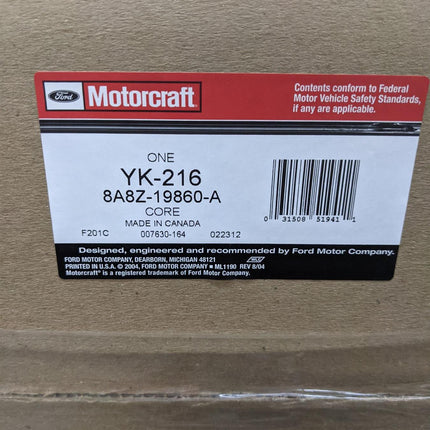 Ford
Motorcraft
Contents conform to Federal
Motor Vehicle Safety Standards,
if any are applicable.
ONE
YK-216
8A8Z-19860-A
CORE
MADE IN CANADA
F201C 007630-164 022312
0 31508 51941 1
Designed, engineered and recommended by Ford Motor Company.
FORD MOTOR COMPANY, DEARBORN, MICHIGAN 48121
PRINTED IN U.S.A. © 2004, FORD MOTOR COMPANY ● ML1190 REV 8/04
Motorcraft® is a registered trademark of Ford Motor Company.